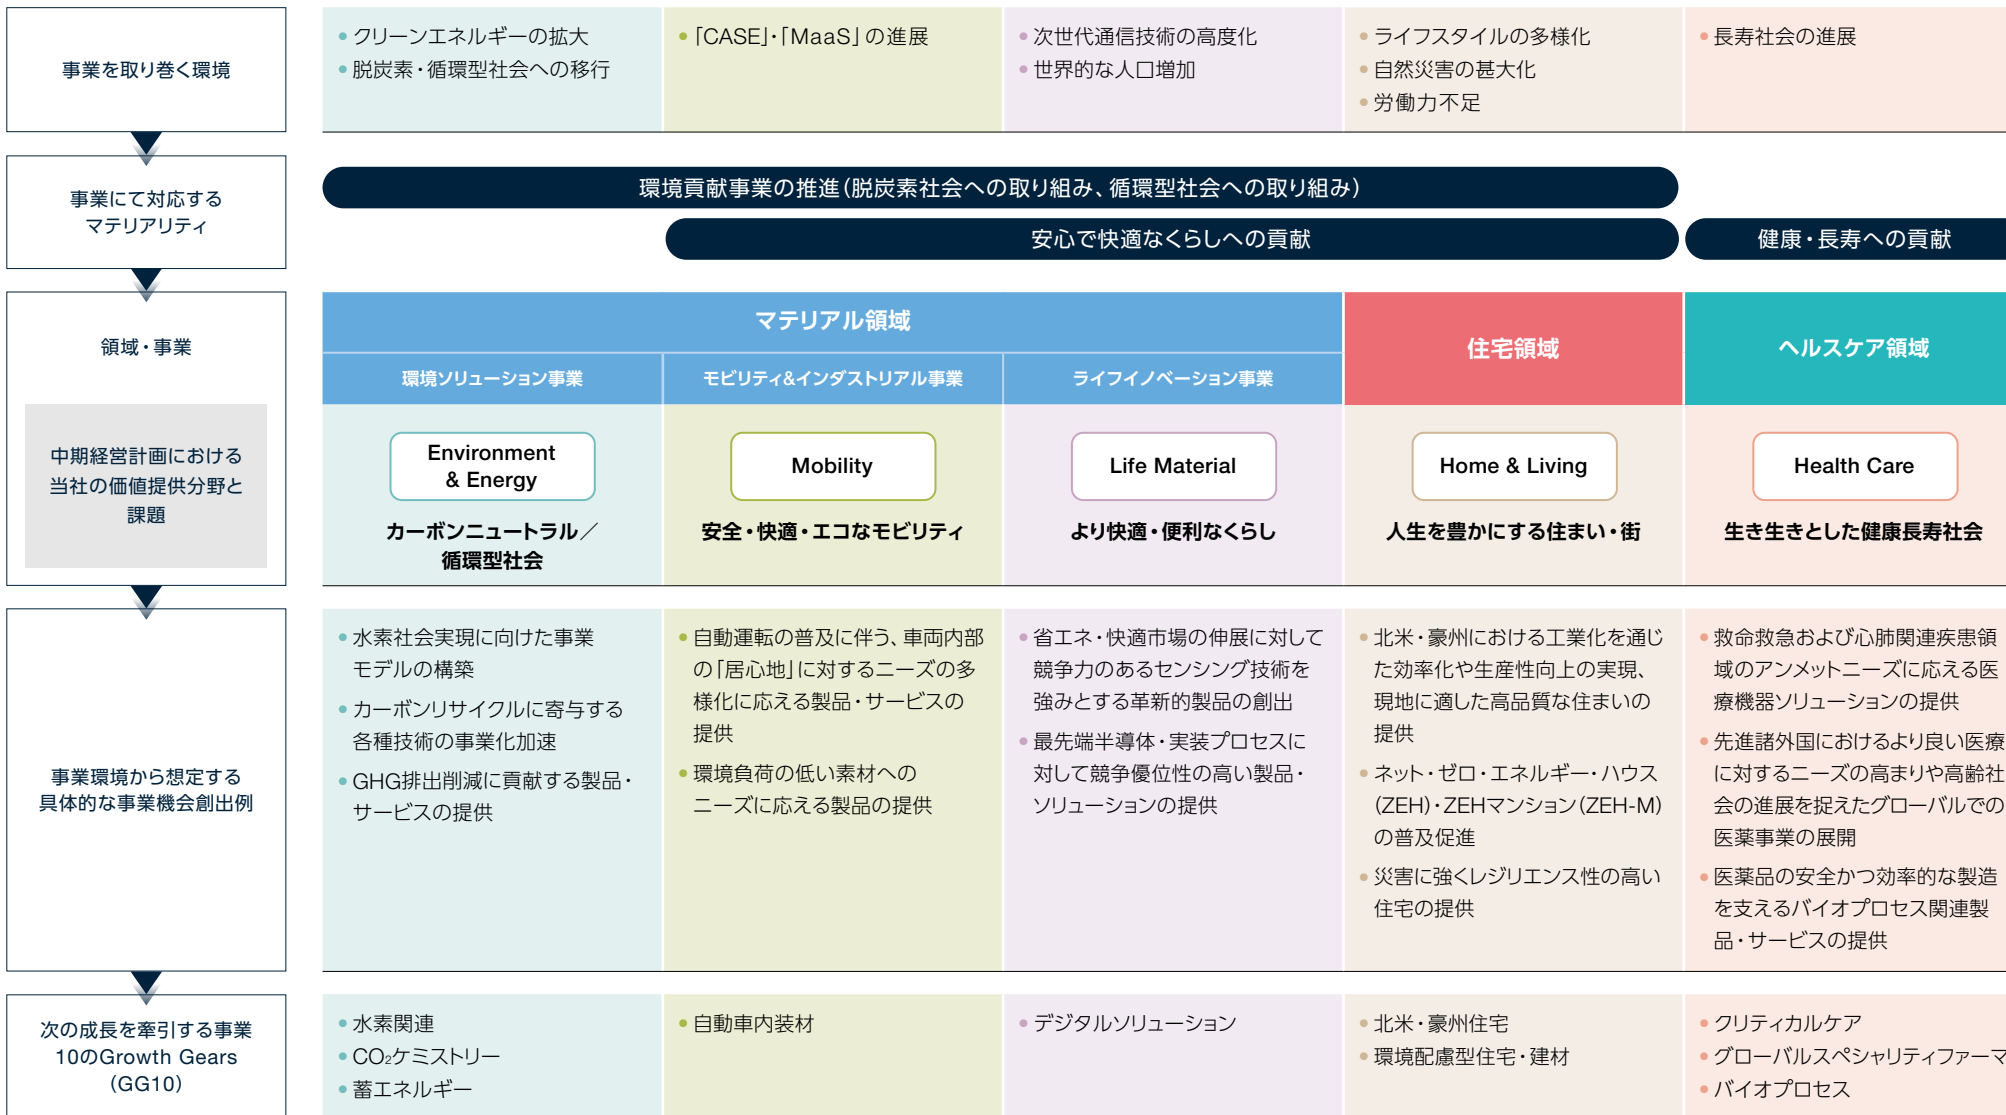 事業を取り巻く環境
• クリーンエネルギーの拡大
• 脱炭素・循環型社会への移行
• 「CASE」・「MaaS」の進展
• 次世代通信技術の高度化
• 世界的な人口増加
• ライフスタイルの多様化
• 自然災害の甚大化
• 労働力不足
• 長寿社会の進展
事業にて対応する
マテリアリティ
環境貢献事業の推進（脱炭素社会への取り組み、循環型社会への取り組み）
安心で快適なくらしへの貢献
健康・長寿への貢献
領域・事業
中期経営計画における
当社の価値提供分野と
課題
マテリアル領域
環境ソリューション事業
モビリティ&インダストリアル事業
ライフイノベーション事業
住宅領域
ヘルスケア領域
Environment
& Energy
カーボンニュートラル／
循環型社会
Mobility
安全・快適・エコなモビリティ
Life Material
より快適・便利なくらし
Home & Living
人生を豊かにする住まい・街
Health Care
生き生きとした健康長寿社会
事業環境から想定する
具体的な事業機会創出例
• 水素社会実現に向けた事業
モデルの構築
• カーボンリサイクルに寄与する
各種技術の事業化加速
• GHG排出削減に貢献する製品・
サービスの提供
• 自動運転の普及に伴う、車両内部
の「居心地」に対するニーズの多
様化に応える製品・サービスの
提供
• 環境負荷の低い素材への
ニーズに応える製品の提供
• 省エネ・快適市場の伸展に対して
競争力のあるセンシング技術を
強みとする革新的製品の創出
• 最先端半導体・実装プロセスに
対して競争優位性の高い製品・
ソリューションの提供
• 北米・豪州における工業化を通じ
た効率化や生産性向上の実現、
現地に適した高品質な住まいの
提供
• ネット・ゼロ・エネルギー・ハウス
（ZEH）・ZEHマンション（ZEH-M）
の普及促進
• 災害に強くレジリエンス性の高い
住宅の提供
• 救命救急および心肺関連疾患領
域のアンメットニーズに応える医
療機器ソリューションの提供
• 先進諸外国におけるより良い医療
に対するニーズの高まりや高齢社
会の進展を捉えたグローバルでの
医薬事業の展開
• 医薬品の安全かつ効率的な製造
を支えるバイオプロセス関連製
品・サービスの提供
次の成長を牽引する事業
10のGrowth Gears
（GG10）
• 水素関連
• CO₂ケミストリー
• 蓄エネルギー
• 自動車内装材
• デジタルソリューション
• 北米・豪州住宅
• 環境配慮型住宅・建材
• クリティカルケア
• グローバルスペシャリティファーマ
• バイオプロセス